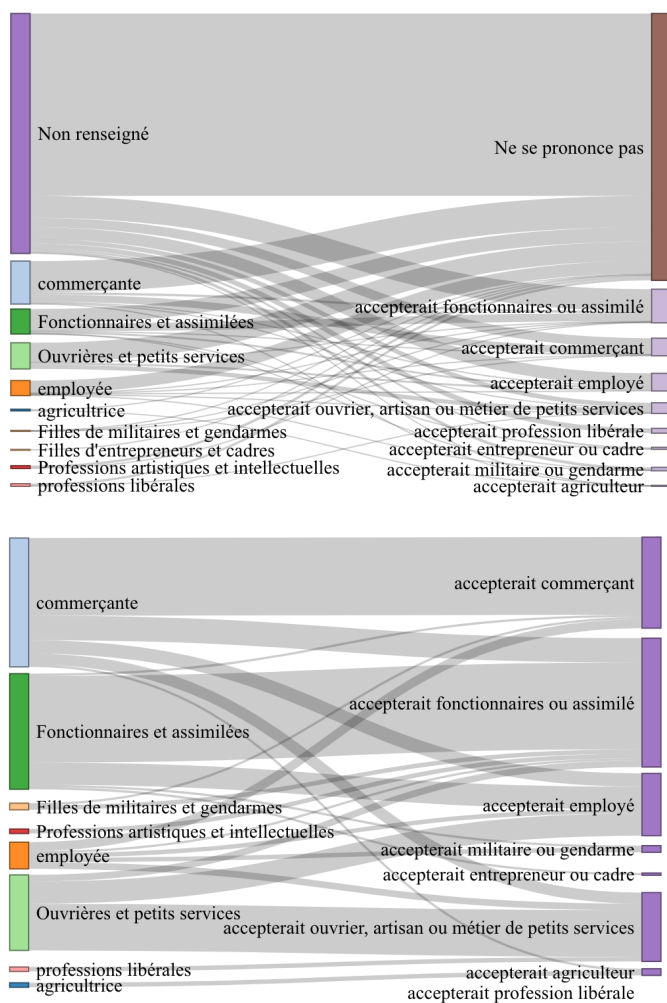 Non renseigné
Ne se prononce pas
commerçante
accepterait fonctionnaires ou assimilé
Fonctionnaires et assimilées
accepterait commerçant
Ouvrières et petits services
accepterait employé
employée
accepterait ouvrier, artisan ou métier de petits services
agricultrice
accepterait profession libérale
Filles de militaires et gendarmes
accepterait entrepreneur ou cadre
Filles d'entrepreneurs et cadres
accepterait militaire ou gendarme
Professions artistiques et intellectuelles
accepterait agriculteur
professions libérales
accepterait commerçant
commerçante
accepterait fonctionnaires ou assimilé
Fonctionnaires et assimilées
accepterait employé
Filles de militaires et gendarmes
Professions artistiques et intellectuelles
accepterait militaire ou gendarme
employée
accepterait entrepreneur ou cadre
Ouvrières et petits services
accepterait ouvrier, artisan ou métier de petits services
professions libérales
accepterait agriculteur
agricultrice
accepterait profession libérale